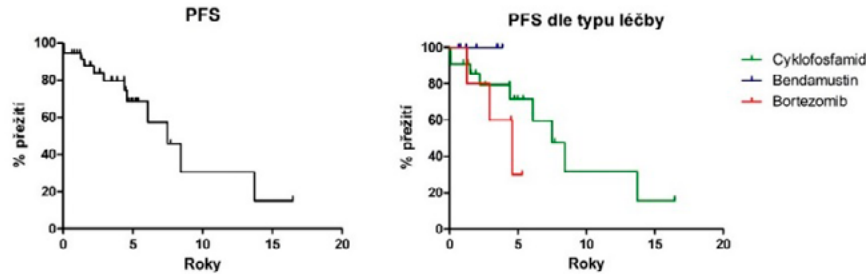 PFS
100
80
60
40
20
0
% přežití
0 5 10 15 20
Roky
PFS dle typu léčby
100
80
60
40
20
0
% přežití
0 5 10 15 20
Roky
Cyklofosfamid
Bendamustin
Bortezomib